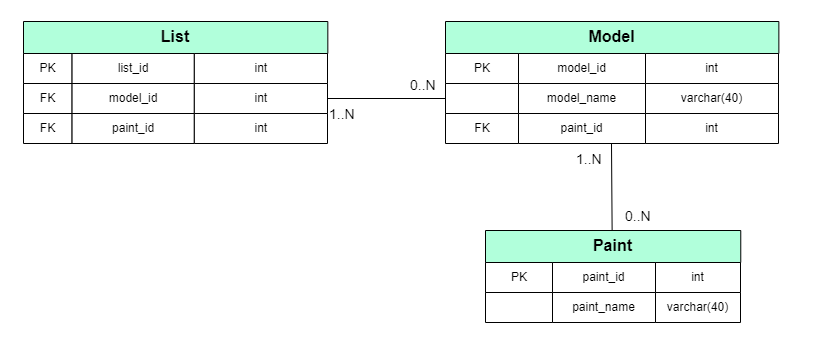 List
PK list_id int
FK model_id int
FK paint_id int
1..N
0..N
Model
PK model_id int
model_name varchar(40)
FK paint_id int
1..N
0..N
Paint
PK paint_id int
paint_name varchar(40)